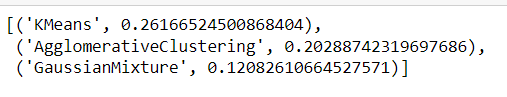 [('KMeans', 0.26166524500868404),
('AgglomerativeClustering', 0.20288742319697686),
('GaussianMixture', 0.12082610664527571)]